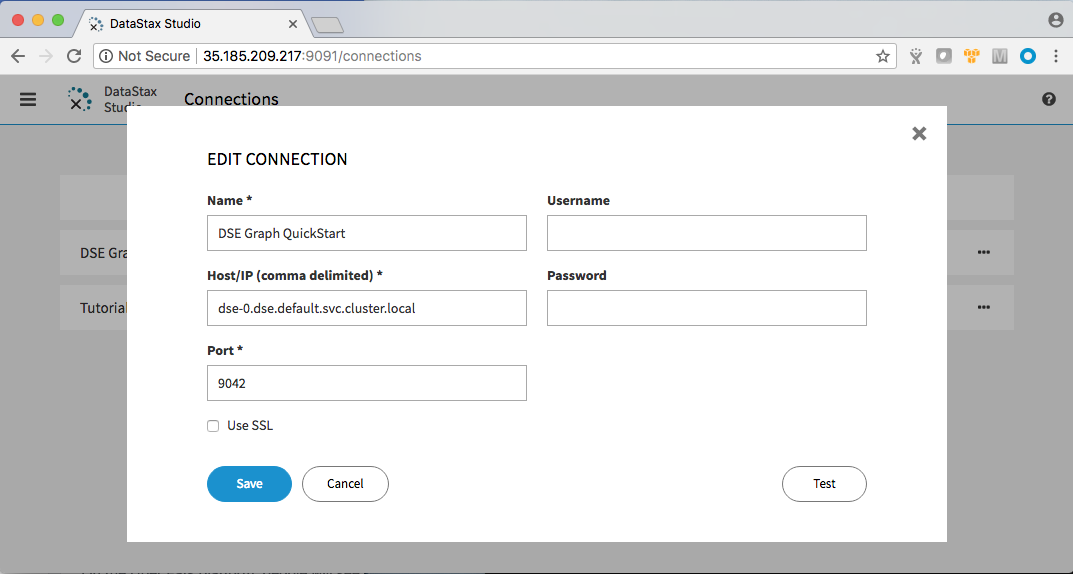 DataStax Studio
Not Secure 35.185.209.217:9091/connections
DataStax
Studio
Connections
EDIT CONNECTION
Name *
Username
DSE Graph QuickStart
Host/IP (comma delimited) *
Password
dse-0.dse.default.svc.cluster.local
Port *
9042
Use SSL
Save
Cancel
Test
DSE Gra
Tutorial